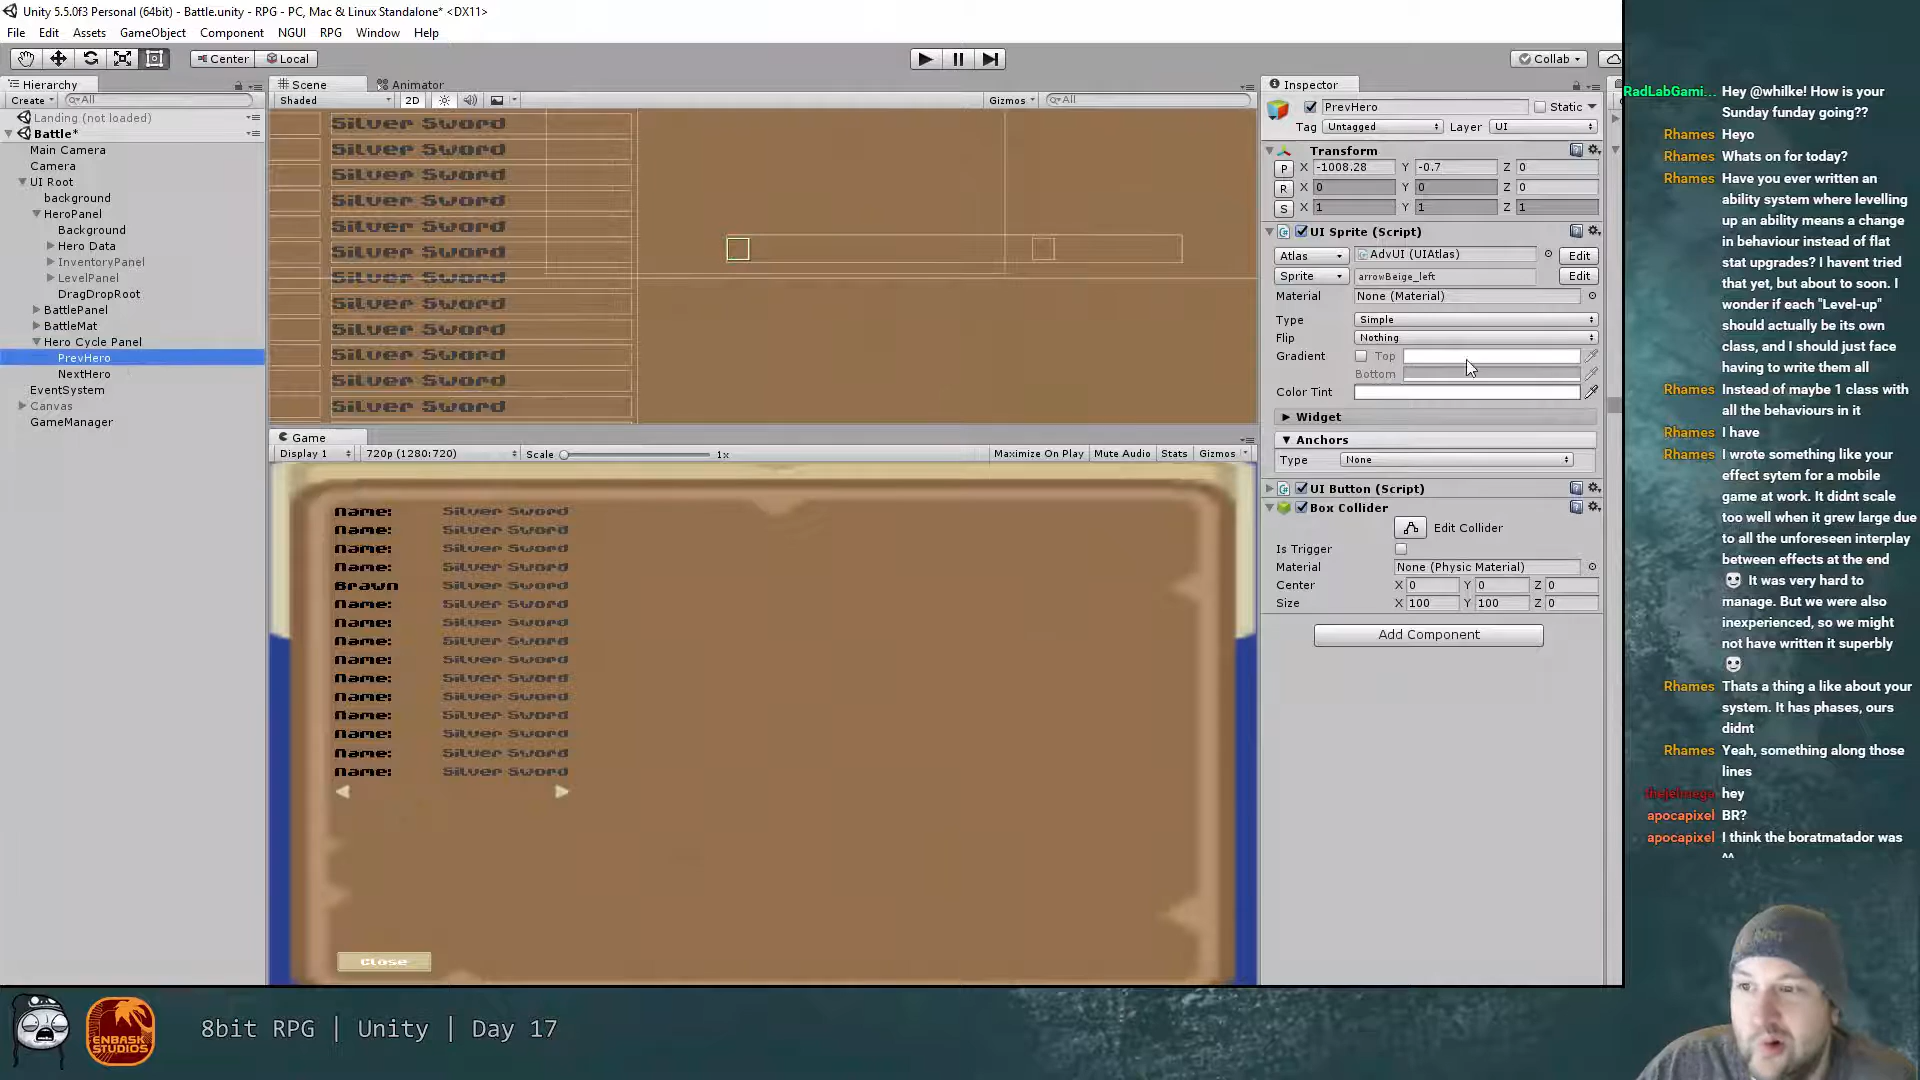 Unity 5.5.0f3 Personal (64bit) - Battle.unity - RPG - PC, Mac & Linux Standalone* <DX11>
File Edit Assets GameObject Component NGUI RPG Window Help
Center Local
Collab
Hierarchy
Create All
Landing (not loaded)
Battle*
Main Camera
Camera
UI Root
background
HeroPanel
Background
Hero Data
InventoryPanel
LevelPanel
DragDropRoot
BattlePanel
BattleMat
Hero Cycle Panel
PrevHero
NextHero
EventSystem
Canvas
GameManager
Scene Animator
Shaded 2D Gizmos All
Silver Sword
Silver Sword
Silver Sword
Silver Sword
Silver Sword
Silver Sword
Silver Sword
Silver Sword
Silver Sword
Silver Sword
Silver Sword
Silver Sword
Game
Display 1 720p (1280:720) Scale 1x Maximize On Play Mute Audio Stats Gizmos
Name: Silver Sword
Name: Silver Sword
Name: Silver Sword
Name: Silver Sword
Brawn Silver Sword
Name: Silver Sword
Name: Silver Sword
Name: Silver Sword
Name: Silver Sword
Name: Silver Sword
Name: Silver Sword
Name: Silver Sword
Name: Silver Sword
Name: Silver Sword
Name: Silver Sword
Close
Inspector
PrevHero Static
Tag Untagged Layer UI
Transform
P X -1008.28 Y -0.7 Z 0
R X 0 Y 0 Z 0
S X 1 Y 1 Z 1
UI Sprite (Script)
Atlas AdvUI (UIAtlas) Edit
Sprite arrowBeige_left Edit
Material None (Material)
Type Simple
Flip Nothing
Gradient Top
Bottom
Color Tint
Widget
Anchors
Type None
UI Button (Script)
Box Collider
Edit Collider
Is Trigger
Material None (Physic Material)
Center X 0 Y 0 Z 0
Size X 100 Y 100 Z 0
Add Component
RadLabGami... Hey @whilke! How is your
Sunday funday going??
Rhames Heyo
Rhames Whats on for today?
Rhames Have you ever written an
ability system where levelling
up an ability means a change
in behaviour instead of flat
stat upgrades? I havent tried
that yet, but about to soon. I
wonder if each "Level-up"
should actually be its own
class, and I should just face
having to write them all
Rhames Instead of maybe 1 class with
all the behaviours in it
Rhames I have
Rhames I wrote something like your
effect sytem for a mobile
game at work. It didnt scale
too well when it grew large due
to all the unforeseen interplay
between effects at the end
It was very hard to
manage. But we were also
inexperienced, so we might
not have written it superbly
Rhames Thats a thing a like about your
system. It has phases, ours
didnt
Rhames Yeah, something along those
lines
thejelmega hey
apocapixel BR?
apocapixel I think the boratmatador was
^^
8bit RPG | Unity | Day 17
ENBASK
STUDIOS